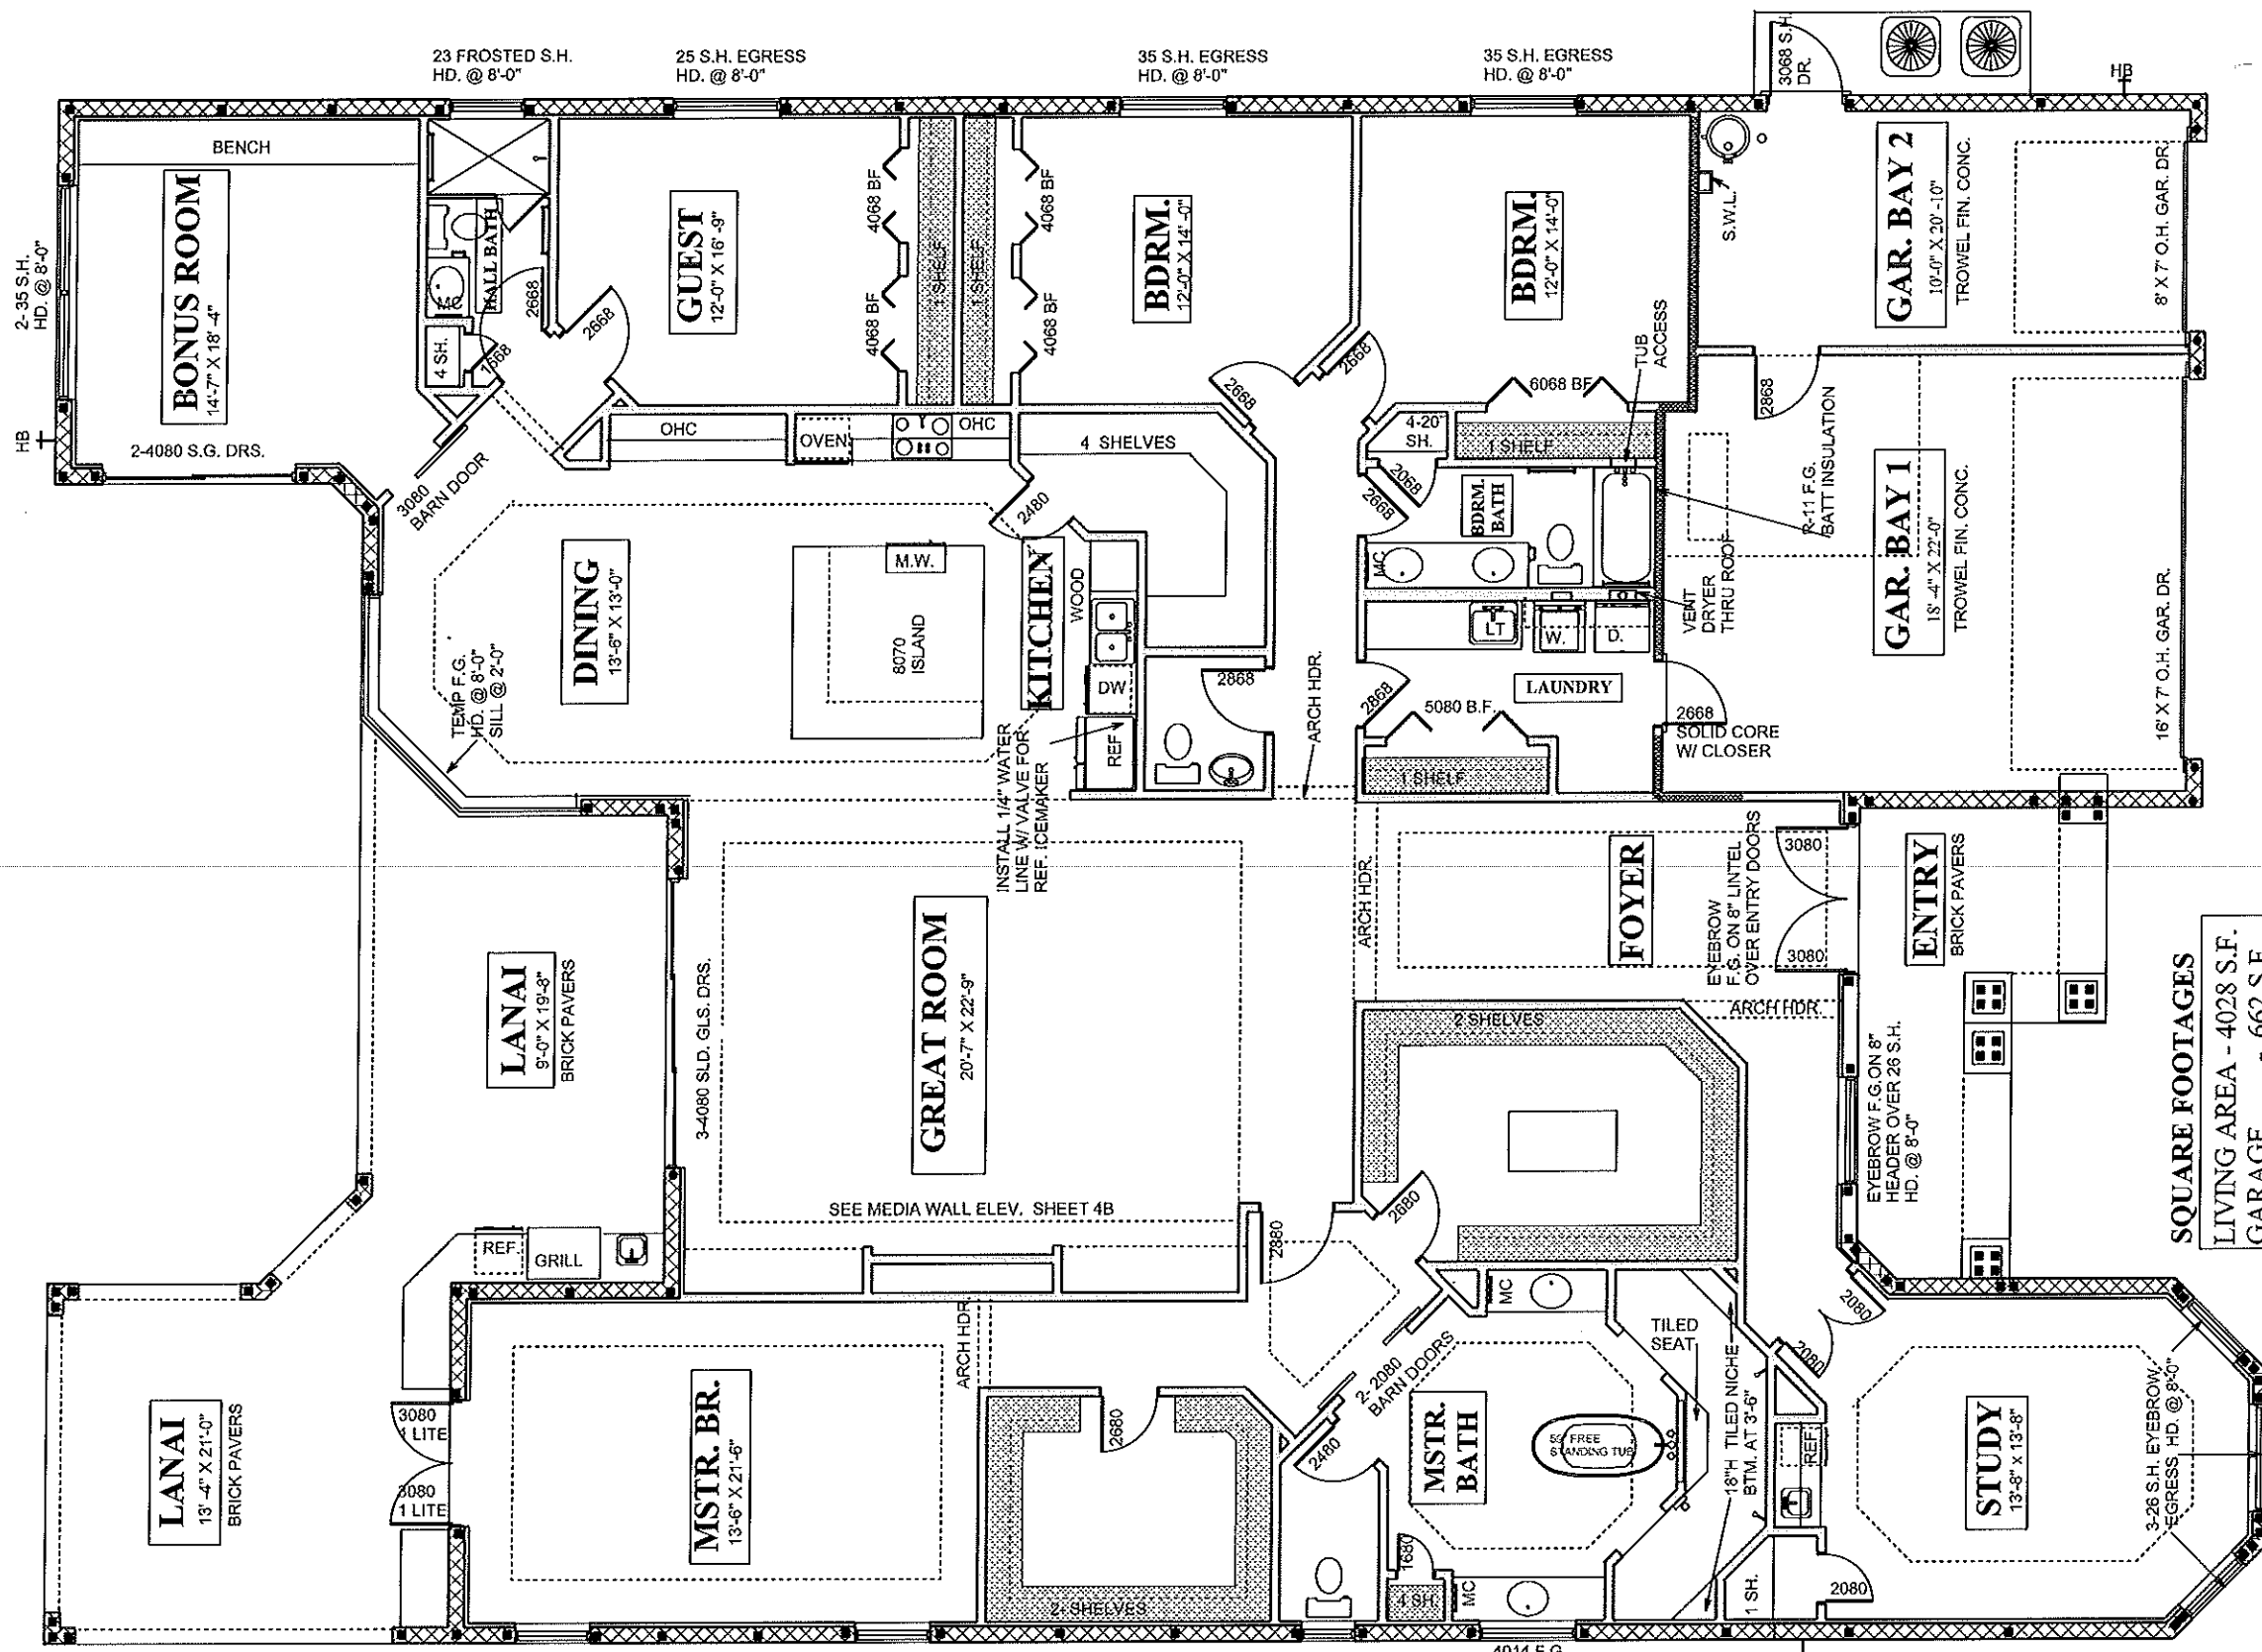 23 FROSTED S.H.
HD. @ 8'-0"
25 S.H. EGRESS
HD. @ 8'-0"
35 S.H. EGRESS
HD. @ 8'-0"
35 S.H. EGRESS
HD. @ 8'-0"
3068 S.H.
DR.
HB
2- 35 S.H.
HD. @ 8'-0"
HB
BENCH
BONUS ROOM
14'-7" X 18' -4"
2-4080 S.G. DRS.
HALL BATH
MC
4 SH.
1668
2668
2668
GUEST
12'-0" X 16' -9"
4068 BF
4068 BF
1 SHELF
1 SHELF
4068 BF
4068 BF
BDRM.
12'-0" X 14' -0"
2668
2668
BDRM.
12'-0" X 14'-0"
6068 BF
TUB
ACCESS
S.W.L.
GAR. BAY 2
10'-0" X 20' -10"
TROWEL FIN. CONC.
8' X 7' O.H. GAR. DR.
2868
3080
BARN DOOR
OHC
OVEN
OHC
4 SHELVES
2480
4-20
SH.
2068
1 SHELF
2668
BDRM.
BATH
MC
R-11 F.G.
BATT INSULATION
GAR. BAY 1
18' -4" X 22'-0"
TROWEL FIN. CONC.
16' X 7' O.H. GAR. DR.
VENT
DRYER
THRU ROOF
DINING
13'-6" X 13'-0"
M.W.
8070
ISLAND
KITCHEN
WOOD
DW
REF
LT
W.
D.
LAUNDRY
2868
2868
5080 B.F.
1 SHELF
2668
SOLID CORE
W/ CLOSER
TEMP F.G.
HD. @ 8'-0"
SILL @ 2'-0"
INSTALL 1/4" WATER
LINE W/ VALVE FOR
REF. ICEMAKER
ARCH HDR.
LANAI
9'-0" X 19'-8"
BRICK PAVERS
3-4080 SLD. GLS. DRS.
GREAT ROOM
20'-7" X 22'-9"
SEE MEDIA WALL ELEV. SHEET 4B
ARCH HDR.
FOYER
EYEBROW
F.G. ON 8" LINTEL
OVER ENTRY DOORS
3080
3080
ENTRY
BRICK PAVERS
ARCH HDR.
2 SHELVES
EYEBROW F.G.ON 8"
HEADER OVER 26 S.H.
HD. @ 8'-0"
SQUARE FOOTAGES
LIVING AREA - 4028 S.F.
GARAGE - 662 S.F.
REF.
GRILL
2880
2680
LANAI
13' -4" X 21'-0"
BRICK PAVERS
3080
1 LITE
3080
1 LITE
MSTR. BR.
13'-6" X 21'-6"
ARCH HDR.
2680
2- SHELVES
2- 2080
BARN DOORS
2480
MC
MSTR.
BATH
FREE
STANDING TUB
TILED
SEAT
18"H TILED NICHE
BTM. AT 3'-6"
1680
4 SH.
MC
1 SH.
2080
2080
REF.
2080
STUDY
13'-8" X 13'-8"
3-26 S.H. EYEBROW,
EGRESS HD. @ 8'-0"
4014 F.G.